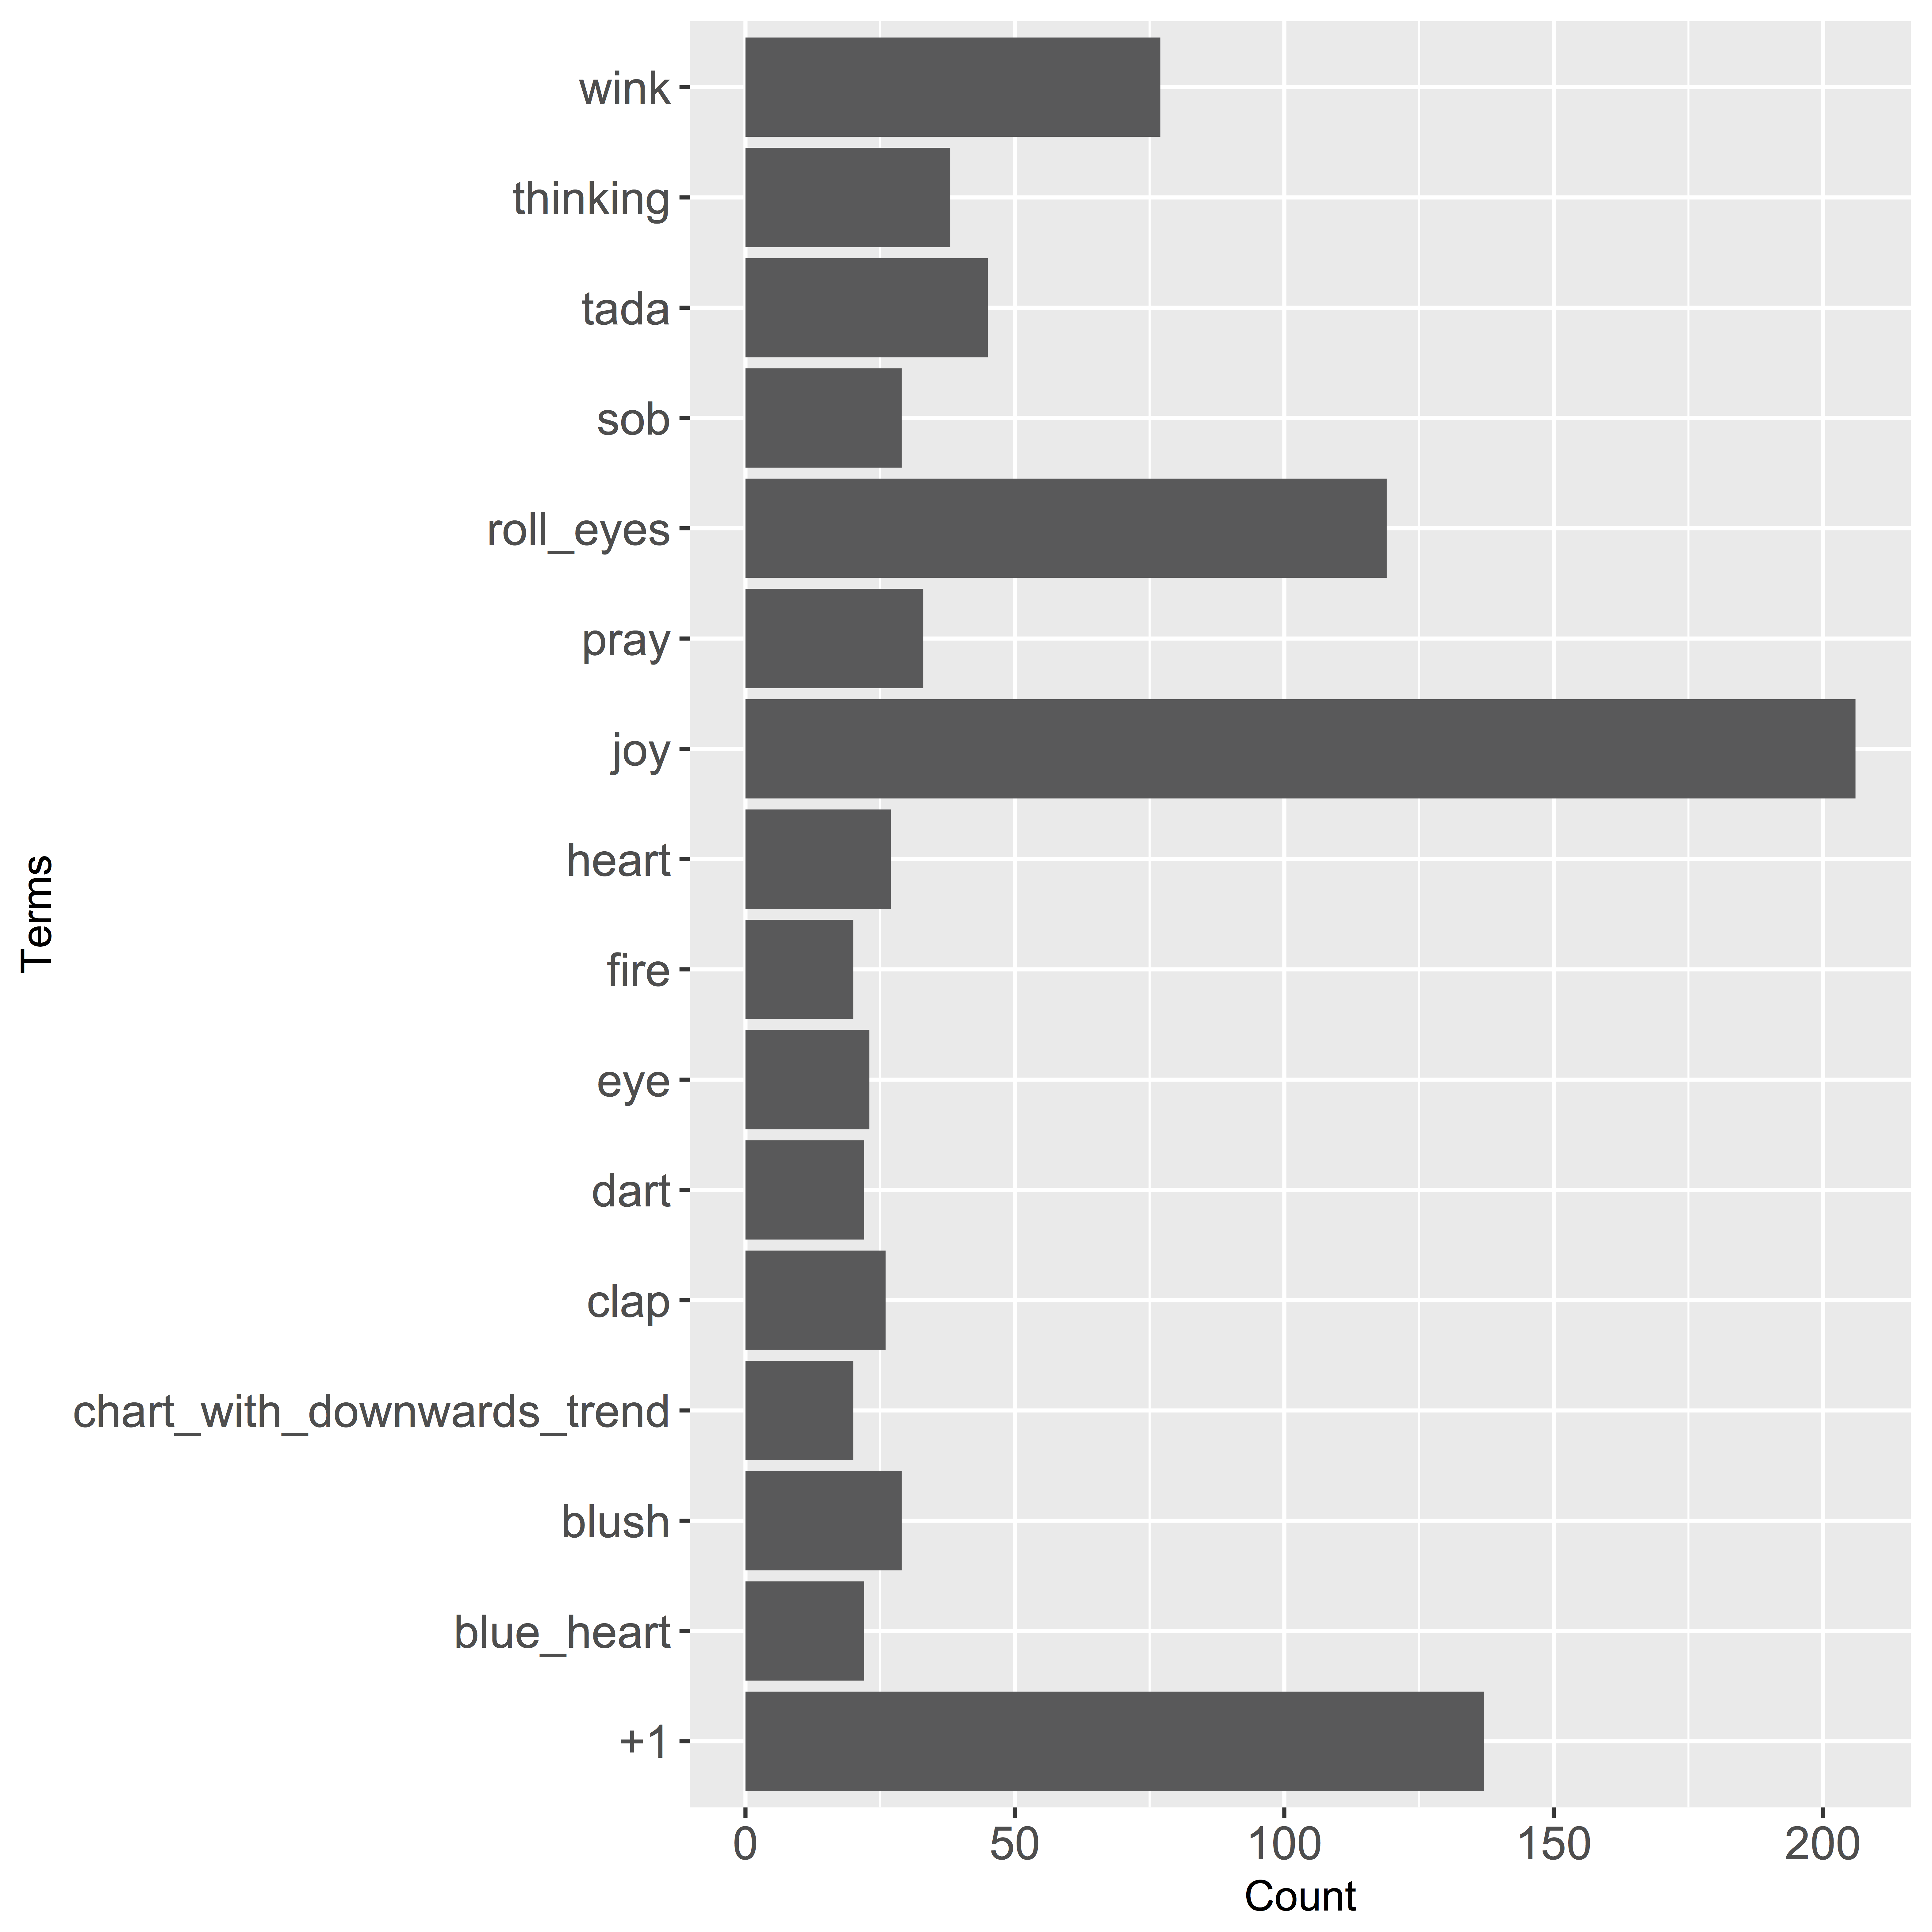 wink
thinking
tada
sob
roll_eyes
pray
joy
heart
fire
eye
dart
clap
chart_with_downwards_trend
blush
blue_heart
+1
Terms
0 50 100 150 200
Count